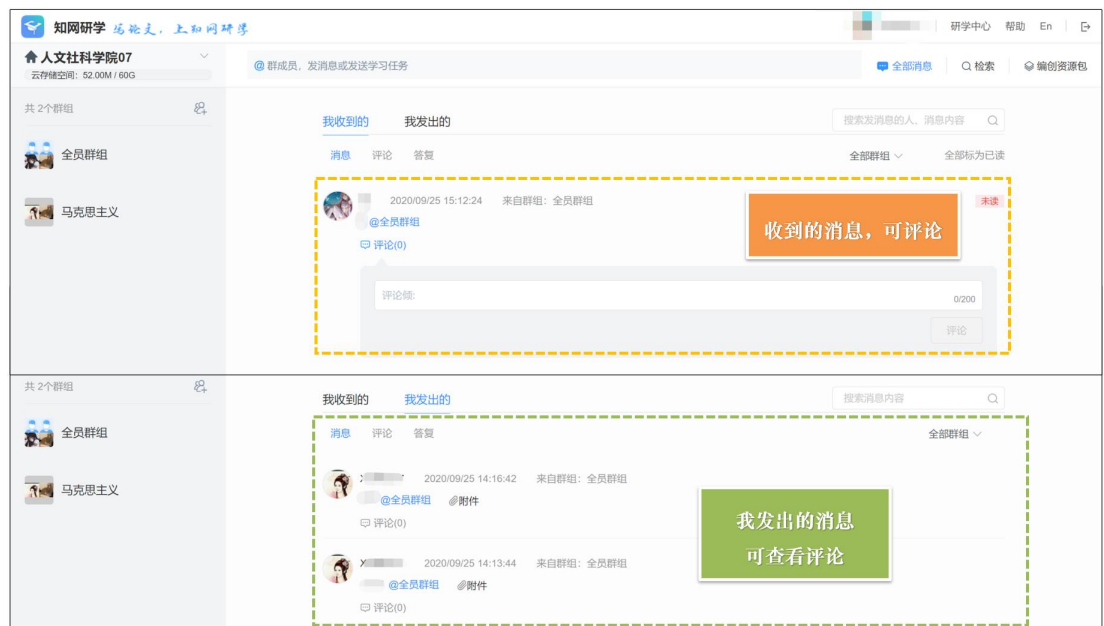 知网研学 写论文，上知网研学
研学中心 帮助 En
人文社科学院07
云存储空间：52.00M / 60G
@ 群成员，发消息或发送学习任务
全部消息 检索 编创资源包
共 2个群组
全员群组
马克思主义
我收到的 我发出的
搜索发消息的人、消息内容
消息 评论 答复
全部群组 全部标为已读
2020/09/25 15:12:24 来自群组：全员群组
未读
@全员群组
评论(0)
收到的消息，可评论
0/200
评论
共 2个群组
全员群组
马克思主义
我收到的 我发出的
搜索消息内容
消息 评论 答复
全部群组
2020/09/25 14:16:42 来自群组：全员群组
@全员群组 附件
评论(0)
我发出的消息
可查看评论
2020/09/25 14:13:44 来自群组：全员群组
@全员群组 附件
评论(0)